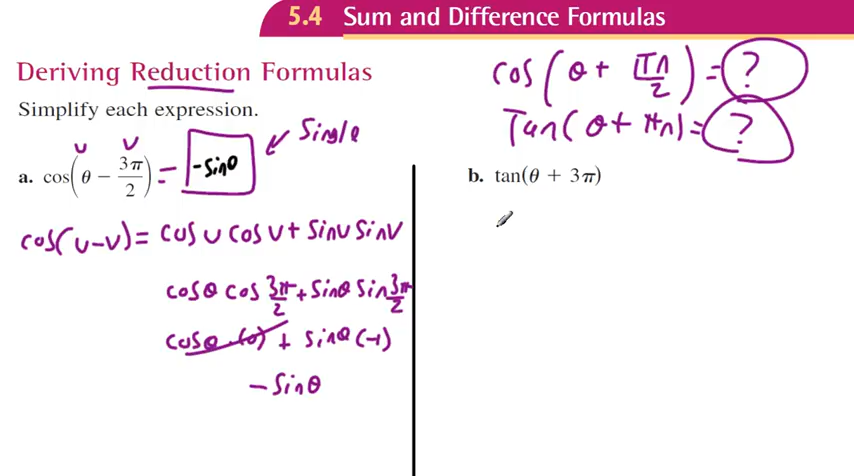 5.4 Sum and Difference Formulas
Deriving Reduction Formulas
Simplify each expression.
cos(θ + πn/2) = ?
Tan(θ + πn) = ?
u v
a. cos(θ − 3π/2) = -sinθ
Single
b. tan(θ + 3π)
cos(u-v) = cos u cos v + sin u sin v
cosθ cos 3π/2 + sinθ sin 3π/2
cosθ · (0) + sinθ (-1)
- sinθ